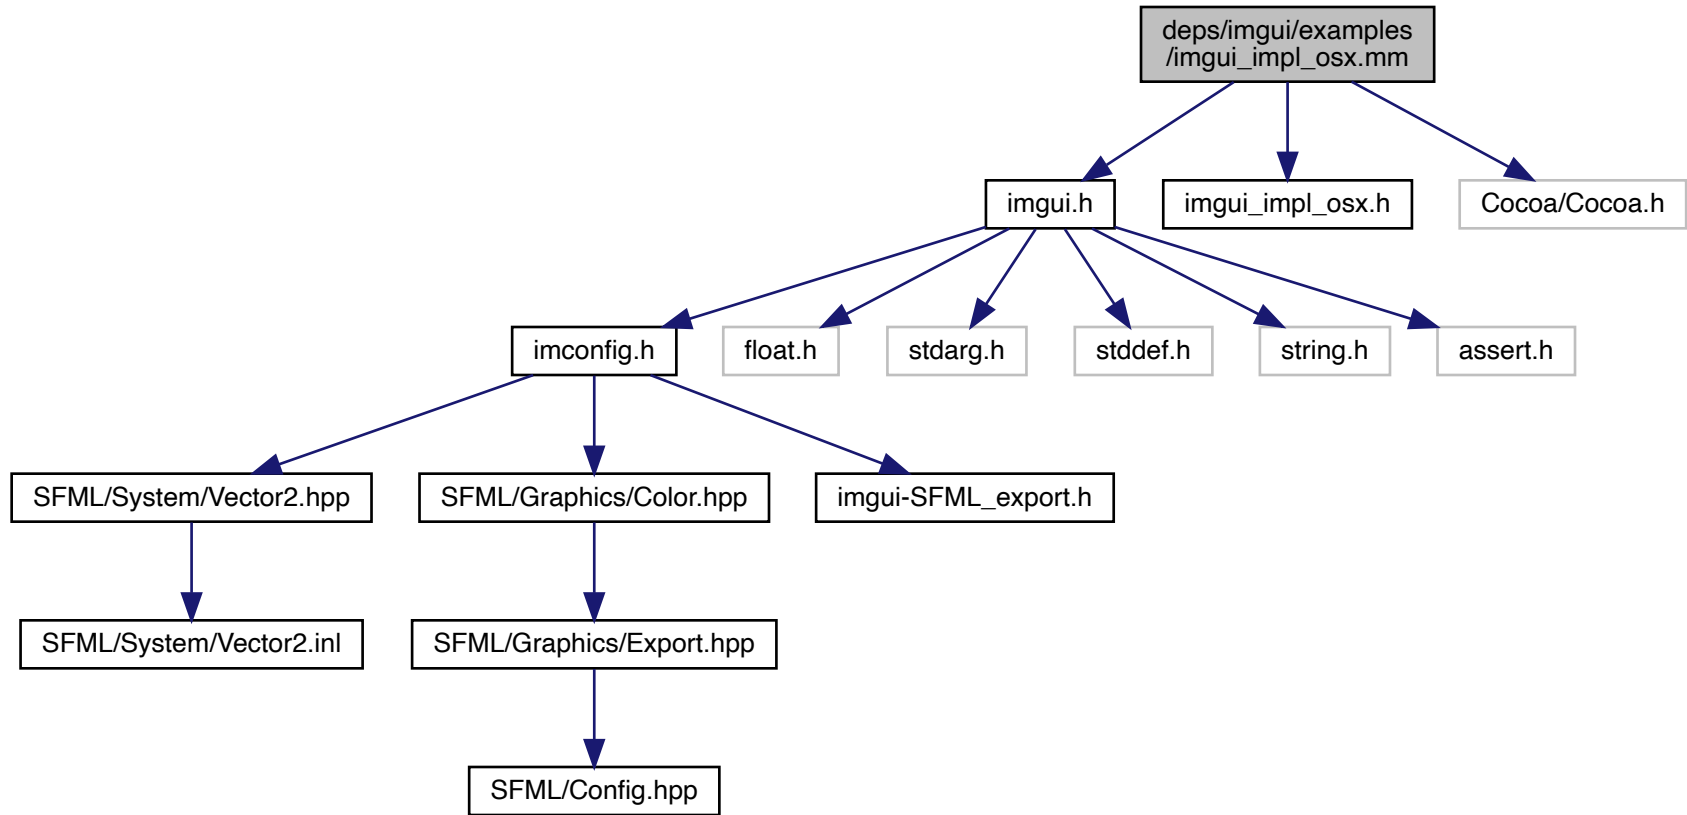 deps/imgui/examples
/imgui_impl_osx.mm
imgui.h
imgui_impl_osx.h
Cocoa/Cocoa.h
imconfig.h
float.h
stdarg.h
stddef.h
string.h
assert.h
SFML/System/Vector2.hpp
SFML/Graphics/Color.hpp
imgui-SFML_export.h
SFML/System/Vector2.inl
SFML/Graphics/Export.hpp
SFML/Config.hpp